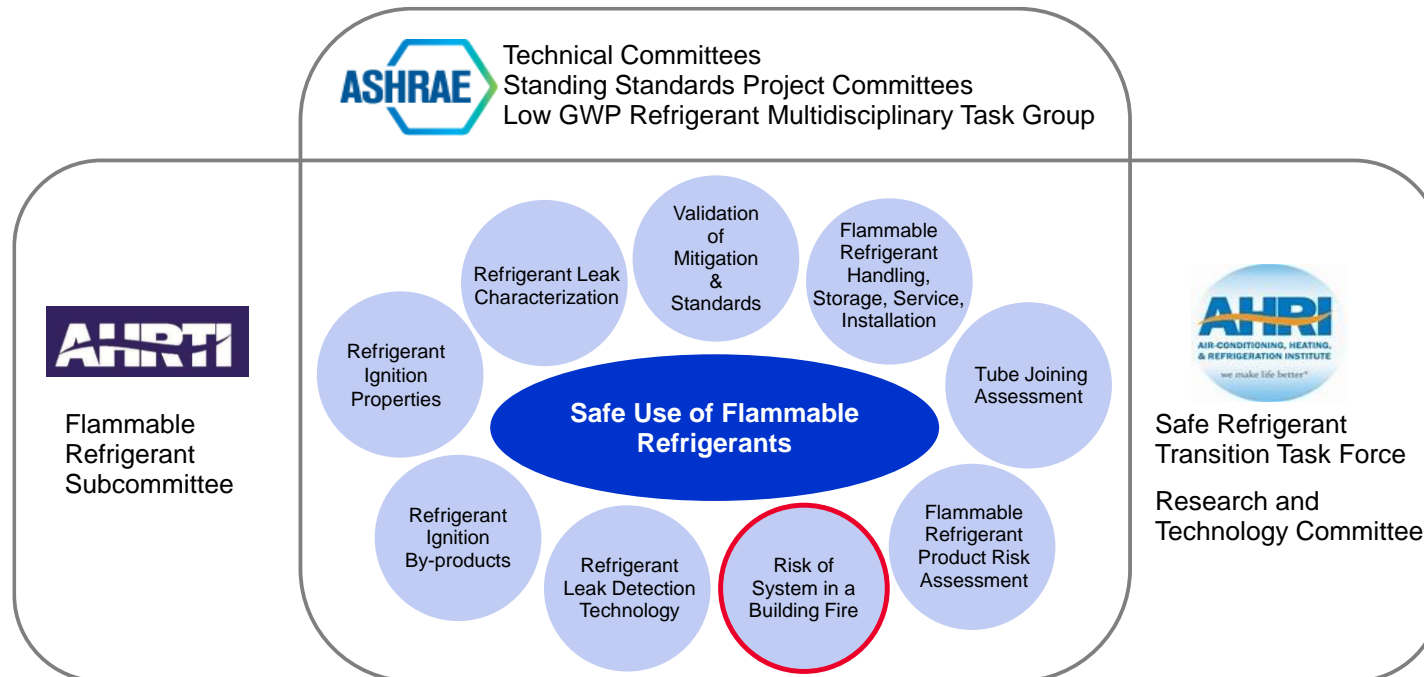 ASHRAE
Technical Committees
Standing Standards Project Committees
Low GWP Refrigerant Multidisciplinary Task Group
AHRTI
Flammable
Refrigerant
Subcommittee
Validation
of
Mitigation
&
Standards
Refrigerant Leak
Characterization
Flammable
Refrigerant
Handling,
Storage, Service,
Installation
Refrigerant
Ignition
Properties
Tube Joining
Assessment
Safe Use of Flammable
Refrigerants
Refrigerant
Ignition
By-products
Refrigerant
Leak Detection
Technology
Risk of
System in a
Building Fire
Flammable
Refrigerant
Product Risk
Assessment
AHRI
AIR-CONDITIONING, HEATING,
& REFRIGERATION INSTITUTE
we make life better®
Safe Refrigerant
Transition Task Force
Research and
Technology Committee